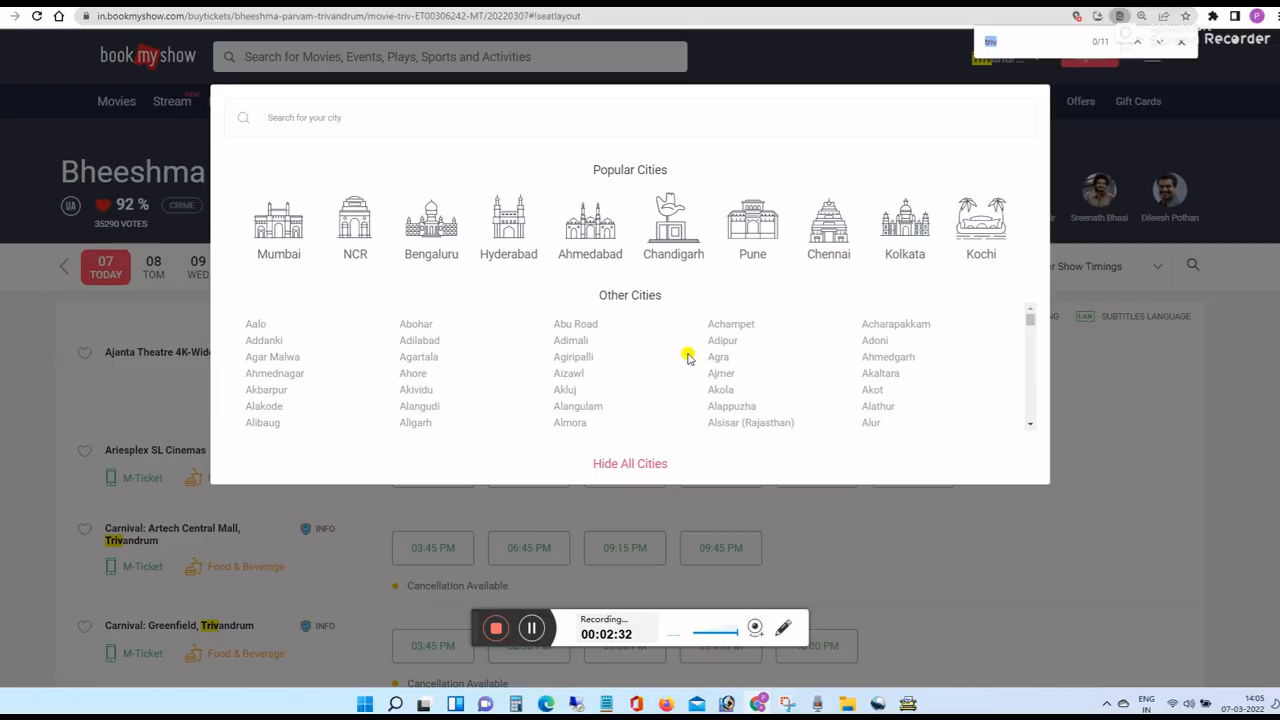 in.bookmyshow.com/buytickets/bheeshma-parvam-trivandrum/movie-triv-ET00306242-MT/20220307#!seatlayout
P
triv 0/11
Recorder
book my show
Search for Movies, Events, Plays, Sports and Activities
Movies Stream NEW Offers Gift Cards
Search for your city
Bheeshma
UA 92 % CRIME
35290 VOTES
Sreenath Bhasi Dileesh Pothan
Popular Cities
Mumbai NCR Bengaluru Hyderabad Ahmedabad Chandigarh Pune Chennai Kolkata Kochi
07 08 09
TODAY TOM WED
Show Timings
Other Cities
SUBTITLES LANGUAGE
Aalo Abohar Abu Road Achampet Acharapakkam
Addanki Adilabad Adimali Adipur Adoni
Agar Malwa Agartala Agiripalli Agra Ahmedgarh
Ahmednagar Ahore Aizawl Ajmer Akaltara
Akbarpur Akividu Akluj Akola Akot
Alakode Alangudi Alangulam Alappuzha Alathur
Alibaug Aligarh Almora Alsisar (Rajasthan) Alur
Hide All Cities
Ajanta Theatre 4K-Wide
Ariesplex SL Cinemas
M-Ticket
Carnival: Artech Central Mall,
Trivandrum
INFO
M-Ticket Food & Beverage
03:45 PM 06:45 PM 09:15 PM 09:45 PM
Cancellation Available
Carnival: Greenfield, Trivandrum
INFO
M-Ticket Food & Beverage
03:45 PM
Cancellation Available
Recording...
00:02:32
ENG
IN
14:05
07-03-2022